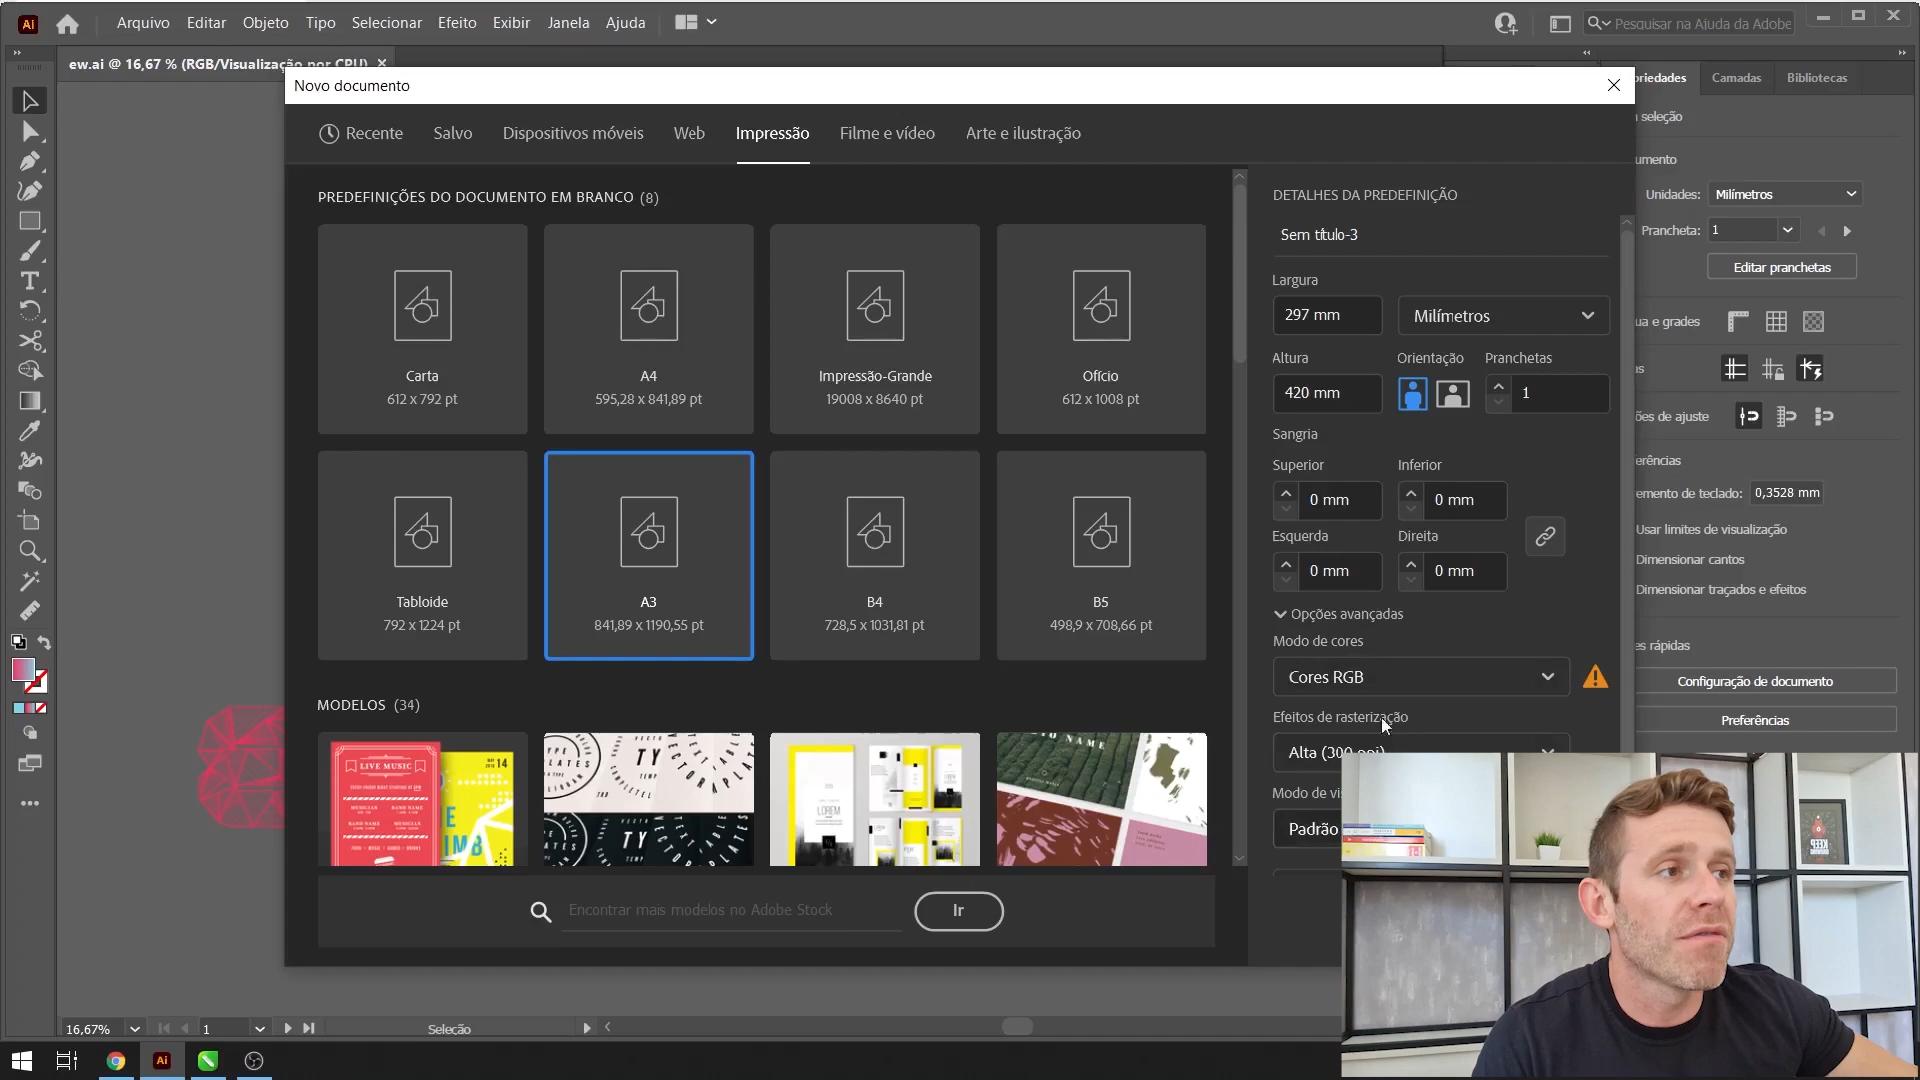 Ai
Arquivo Editar Objeto Tipo Selecionar Efeito Exibir Janela Ajuda
Pesquisar na Ajuda da Adobe
ew.ai @ 16,67 % (RGB/Visualização por CPU)
Novo documento
Recente Salvo Dispositivos móveis Web Impressão Filme e vídeo Arte e ilustração
PREDEFINIÇÕES DO DOCUMENTO EM BRANCO (8)
Carta
612 x 792 pt
A4
595,28 x 841,89 pt
Impressão-Grande
19008 x 8640 pt
Ofício
612 x 1008 pt
Tabloide
792 x 1224 pt
A3
841,89 x 1190,55 pt
B4
728,5 x 1031,81 pt
B5
498,9 x 708,66 pt
MODELOS (34)
LIVE MUSIC
14
LOREM
NAME
Encontrar mais modelos no Adobe Stock
Ir
DETALHES DA PREDEFINIÇÃO
Sem título-3
Largura
297 mm
Milímetros
Altura
Orientação
Pranchetas
420 mm
1
Sangria
Superior
Inferior
0 mm
0 mm
Esquerda
Direita
0 mm
0 mm
Opções avançadas
Modo de cores
Cores RGB
Efeitos de rasterização
Alta (300 ppi)
Modo de vi
Padrão
riedades
Camadas
Bibliotecas
seleção
umento
Unidades: Milímetros
Prancheta: 1
Editar pranchetas
ua e grades
s
ões de ajuste
erências
emento de teclado: 0,3528 mm
Usar limites de visualização
Dimensionar cantos
Dimensionar traçados e efeitos
es rápidas
Configuração de documento
Preferências
KEEP
16,67%
1
Seleção
Ai